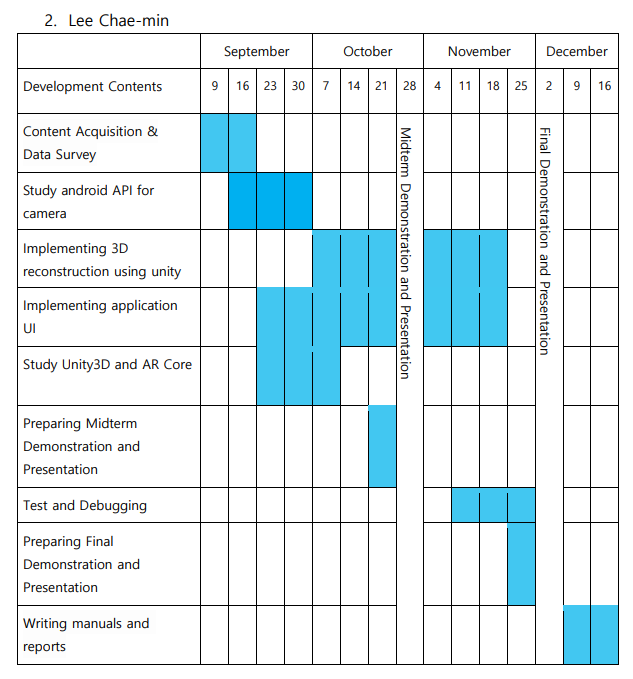 2. Lee Chae-min
September October November December
Development Contents 9 16 23 30 7 14 21 28 4 11 18 25 2 9 16
Content Acquisition &
Data Survey
Study android API for
camera
Implementing 3D
reconstruction using unity
Implementing application
UI
Study Unity3D and AR Core
Preparing Midterm
Demonstration and
Presentation
Test and Debugging
Preparing Final
Demonstration and
Presentation
Writing manuals and
reports
Midterm Demonstration and Presentation
Final Demonstration and Presentation